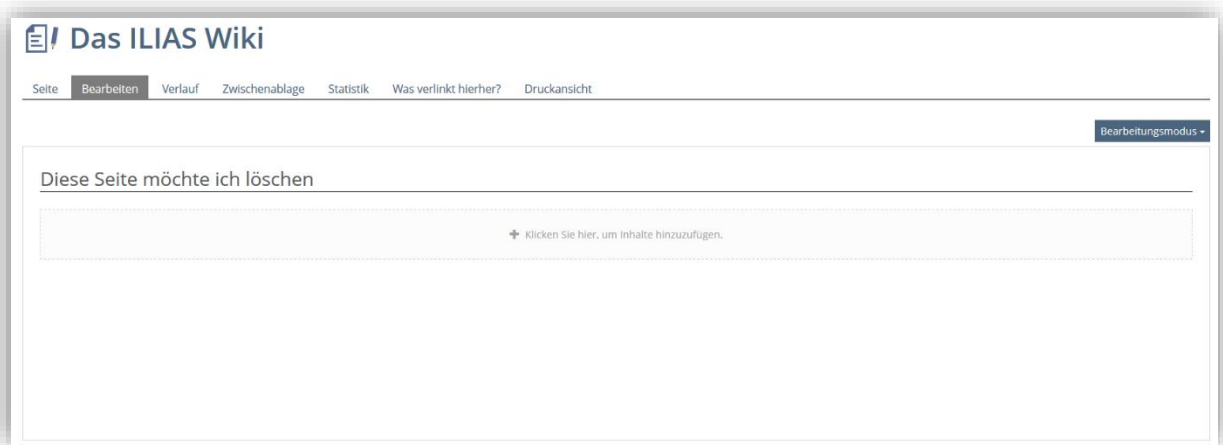 Das ILIAS Wiki
Seite Bearbeiten Verlauf Zwischenablage Statistik Was verlinkt hierher? Druckansicht
Bearbeitungsmodus
Diese Seite möchte ich löschen
Klicken Sie hier, um Inhalte hinzuzufügen.